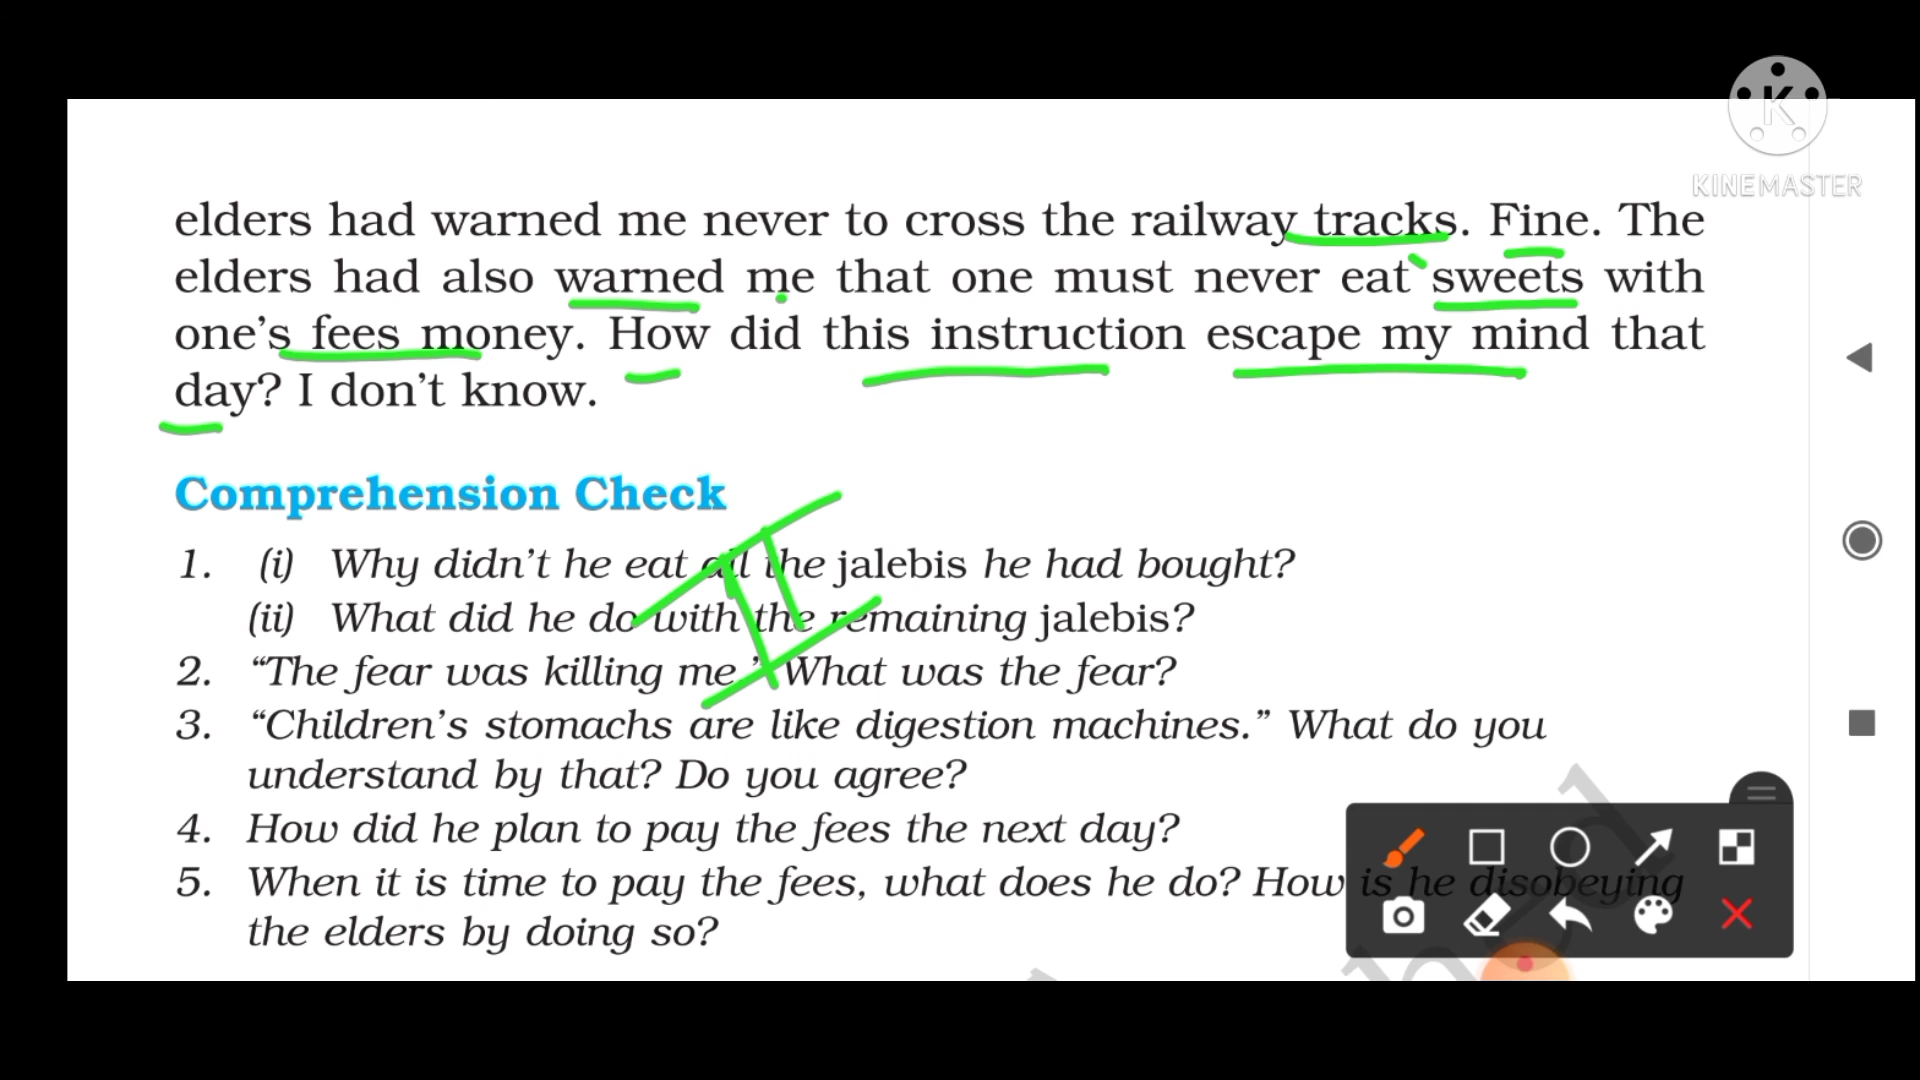 KINEMASTER
elders had warned me never to cross the railway tracks. Fine. The
elders had also warned me that one must never eat sweets with
one's fees money. How did this instruction escape my mind that
day? I don't know.
Comprehension Check
1. (i) Why didn't he eat all the jalebis he had bought?
(ii) What did he do with the remaining jalebis?
2. “The fear was killing me.” What was the fear?
3. “Children's stomachs are like digestion machines.” What do you
understand by that? Do you agree?
4. How did he plan to pay the fees the next day?
5. When it is time to pay the fees, what does he do? How is he disobeying
the elders by doing so?
II